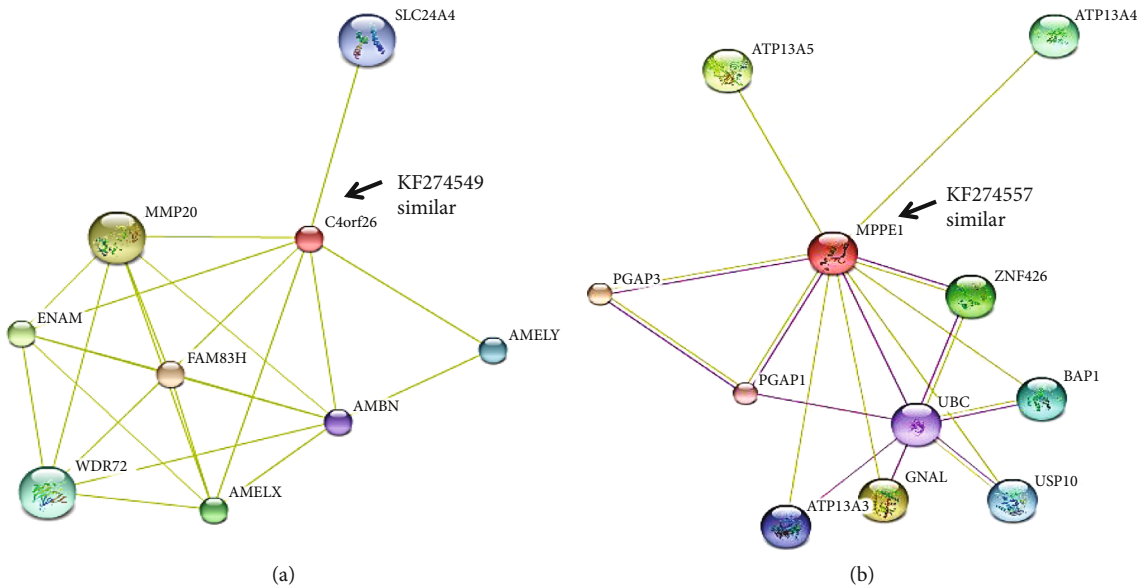 SLC24A4
KF274549
similar
MMP20
C4orf26
ENAM
FAM83H
AMELY
AMBN
WDR72
AMELX
(a)
ATP13A4
ATP13A5
KF274557
similar
MPPE1
PGAP3
ZNF426
PGAP1
BAP1
UBC
GNAL
USP10
ATP13A3
(b)